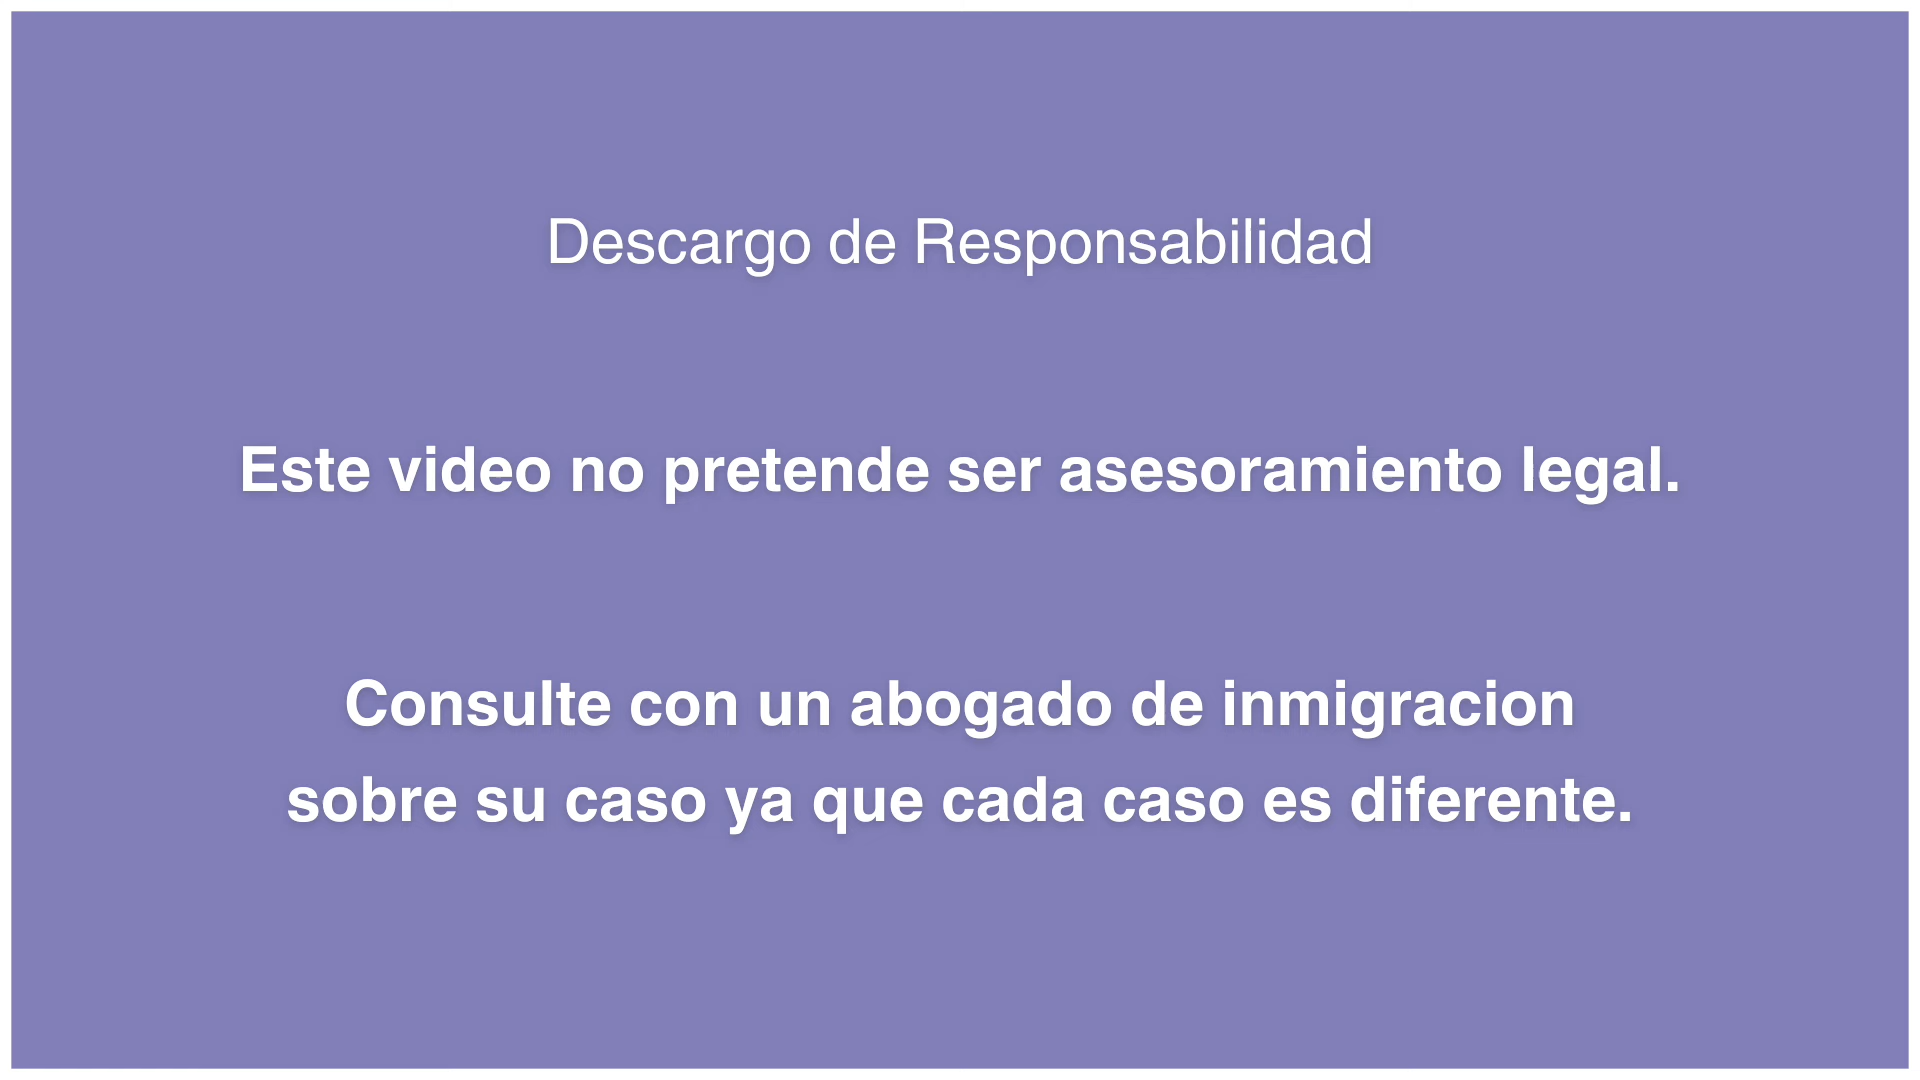 Descargo de Responsabilidad
Este video no pretende ser asesoramiento legal.
Consulte con un abogado de inmigracion
sobre su caso ya que cada caso es diferente.